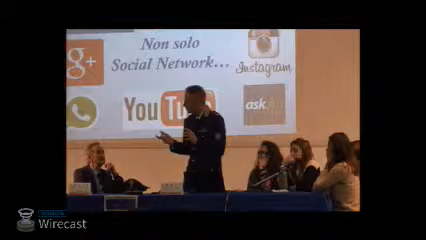 g+
Non solo
Social Network...
Instagram
YouTube
ask
Wirecast